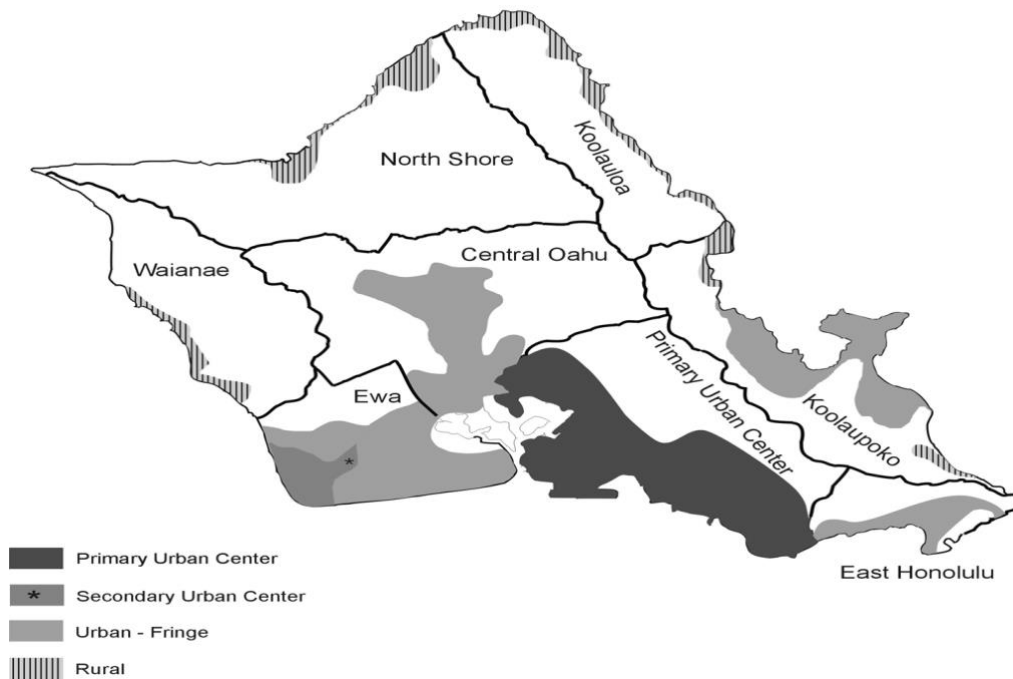 North Shore
Koolauloa
Central Oahu
Waianae
Primary Urban Center
Ewa
Koolaupoko
*
East Honolulu
Primary Urban Center
* Secondary Urban Center
Urban - Fringe
Rural